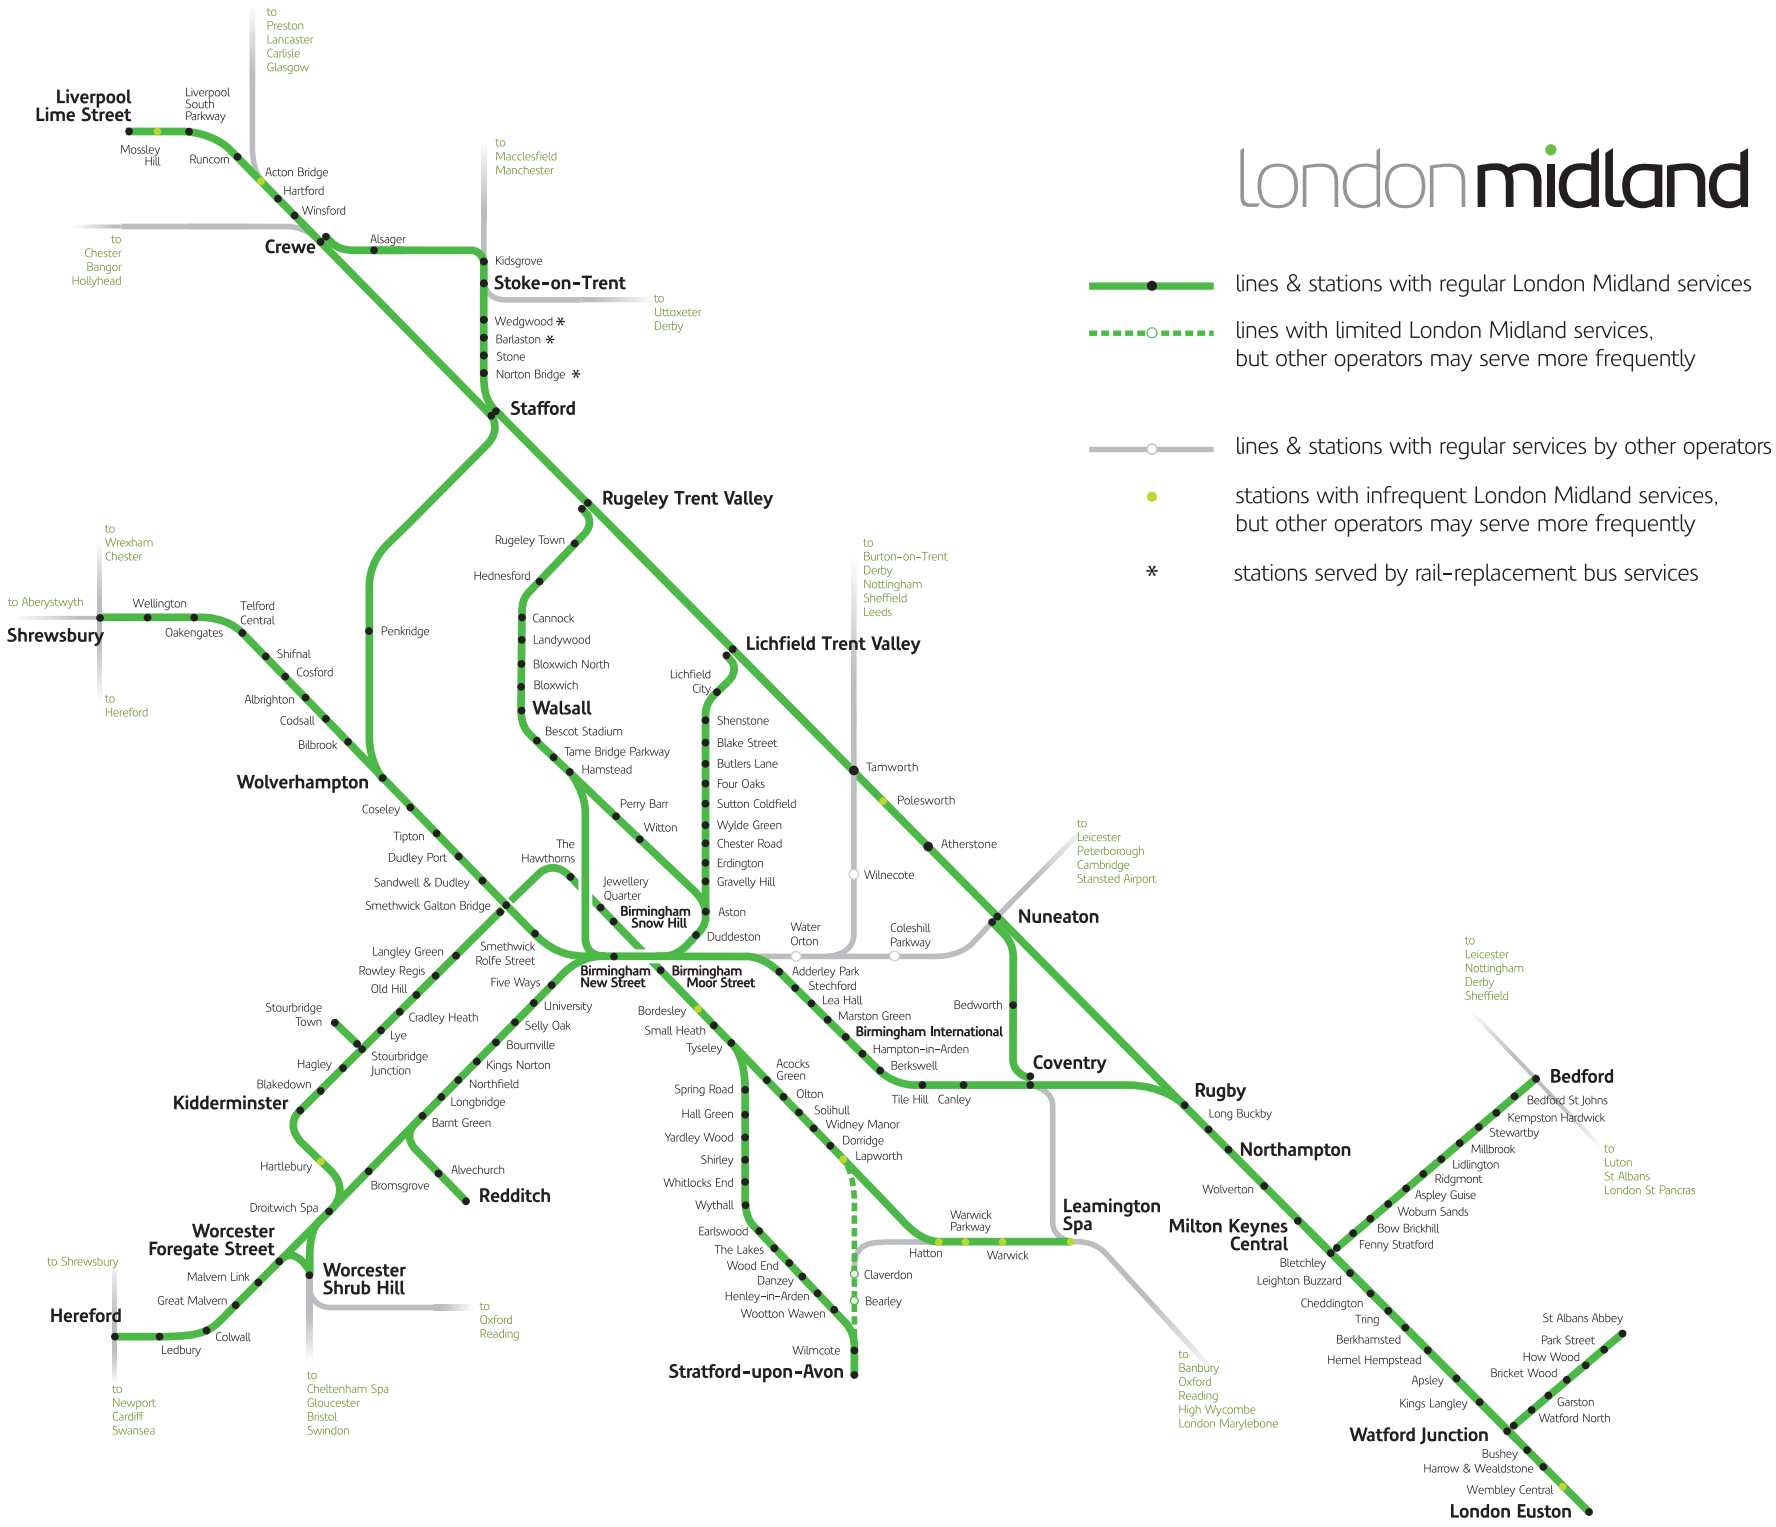 to
Preston
Lancaster
Carlisle
Glasgow
Liverpool
Lime Street
Liverpool
South
Parkway
Mossley
Hill
Runcorn
Acton Bridge
Hartford
Winsford
to
Macclesfield
Manchester
london midland
Crewe
to
Chester
Bangor
Hollyhead
Alsager
Kidsgrove
Stoke-on-Trent
to
Uttoxeter
Derby
Wedgwood *
Barlaston *
Stone
Norton Bridge *
Stafford
lines & stations with regular London Midland services
lines with limited London Midland services,
but other operators may serve more frequently
lines & stations with regular services by other operators
stations with infrequent London Midland services,
but other operators may serve more frequently
* stations served by rail-replacement bus services
Rugeley Trent Valley
Rugeley Town
Hednesford
Cannock
Landywood
Bloxwich North
Bloxwich
Walsall
Bescot Stadium
Tame Bridge Parkway
Hamstead
Perry Barr
Witton
to
Wrexham
Chester
to Aberystwyth
Shrewsbury
to
Hereford
Wellington
Oakengates
Telford
Central
Shifnal
Cosford
Albrighton
Codsall
Bilbrook
Penkridge
Wolverhampton
Coseley
Tipton
Dudley Port
Sandwell & Dudley
Smethwick Galton Bridge
Smethwick
Rolfe Street
The
Hawthorns
Jewellery
Quarter
Birmingham
Snow Hill
Birmingham
New Street
Birmingham
Moor Street
Lichfield Trent Valley
Lichfield
City
Shenstone
Blake Street
Butlers Lane
Four Oaks
Sutton Coldfield
Wylde Green
Chester Road
Erdington
Gravelly Hill
Aston
Duddeston
to
Burton-on-Trent
Derby
Nottingham
Sheffield
Leeds
Tamworth
Polesworth
Atherstone
Wilnecote
Water
Orton
Coleshill
Parkway
to
Leicester
Peterborough
Cambridge
Stansted Airport
Nuneaton
Bedworth
Coventry
Adderley Park
Stechford
Lea Hall
Marston Green
Birmingham International
Hampton-in-Arden
Berkswell
Tile Hill
Canley
Langley Green
Rowley Regis
Old Hill
Cradley Heath
Lye
Stourbridge
Town
Stourbridge
Junction
Hagley
Blakedown
Kidderminster
Hartlebury
Droitwich Spa
Five Ways
University
Selly Oak
Bournville
Kings Norton
Northfield
Longbridge
Barnt Green
Alvechurch
Redditch
Bromsgrove
Worcester
Foregate Street
Worcester
Shrub Hill
Malvern Link
Great Malvern
Colwall
Ledbury
Hereford
to Shrewsbury
to
Newport
Cardiff
Swansea
to
Cheltenham Spa
Gloucester
Bristol
Swindon
to
Oxford
Reading
Bordesley
Small Heath
Tyseley
Spring Road
Hall Green
Yardley Wood
Shirley
Whitlocks End
Wythall
Earlswood
The Lakes
Wood End
Danzey
Henley-in-Arden
Wootton Wawen
Wilmcote
Stratford-upon-Avon
Acocks
Green
Olton
Solihull
Widney Manor
Dorridge
Lapworth
Claverdon
Bearley
Hatton
Warwick
Parkway
Warwick
Leamington
Spa
to
Banbury
Oxford
Reading
High Wycombe
London Marylebone
Rugby
Long Buckby
Northampton
Wolverton
Milton Keynes
Central
Bletchley
Leighton Buzzard
Cheddington
Tring
Berkhamsted
Hemel Hempstead
Apsley
Kings Langley
Watford Junction
Bushey
Harrow & Wealdstone
Wembley Central
London Euston
to
Leicester
Nottingham
Derby
Sheffield
Bedford
Bedford St Johns
Kempston Hardwick
Stewartby
Millbrook
Lidlington
Ridgmont
Aspley Guise
Woburn Sands
Bow Brickhill
Fenny Stratford
to
Luton
St Albans
London St Pancras
St Albans Abbey
Park Street
How Wood
Bricket Wood
Garston
Watford North